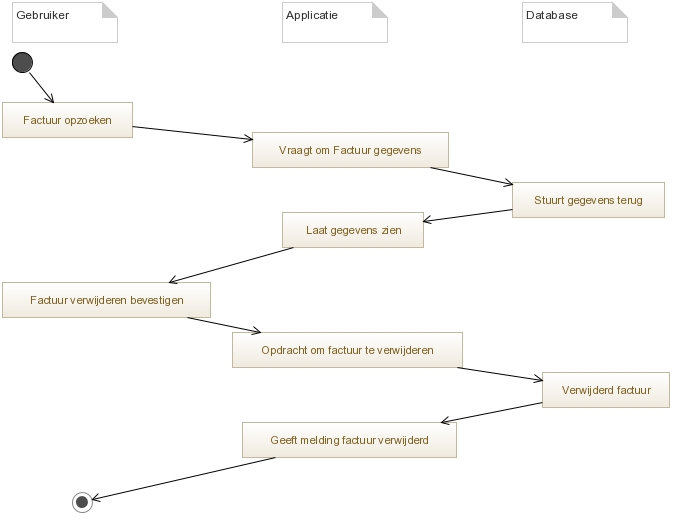 Gebruiker
Applicatie
Database
Factuur opzoeken
Vraagt om Factuur gegevens
Stuurt gegevens terug
Laat gegevens zien
Factuur verwijderen bevestigen
Opdracht om factuur te verwijderen
Verwijderd factuur
Geeft melding factuur verwijderd